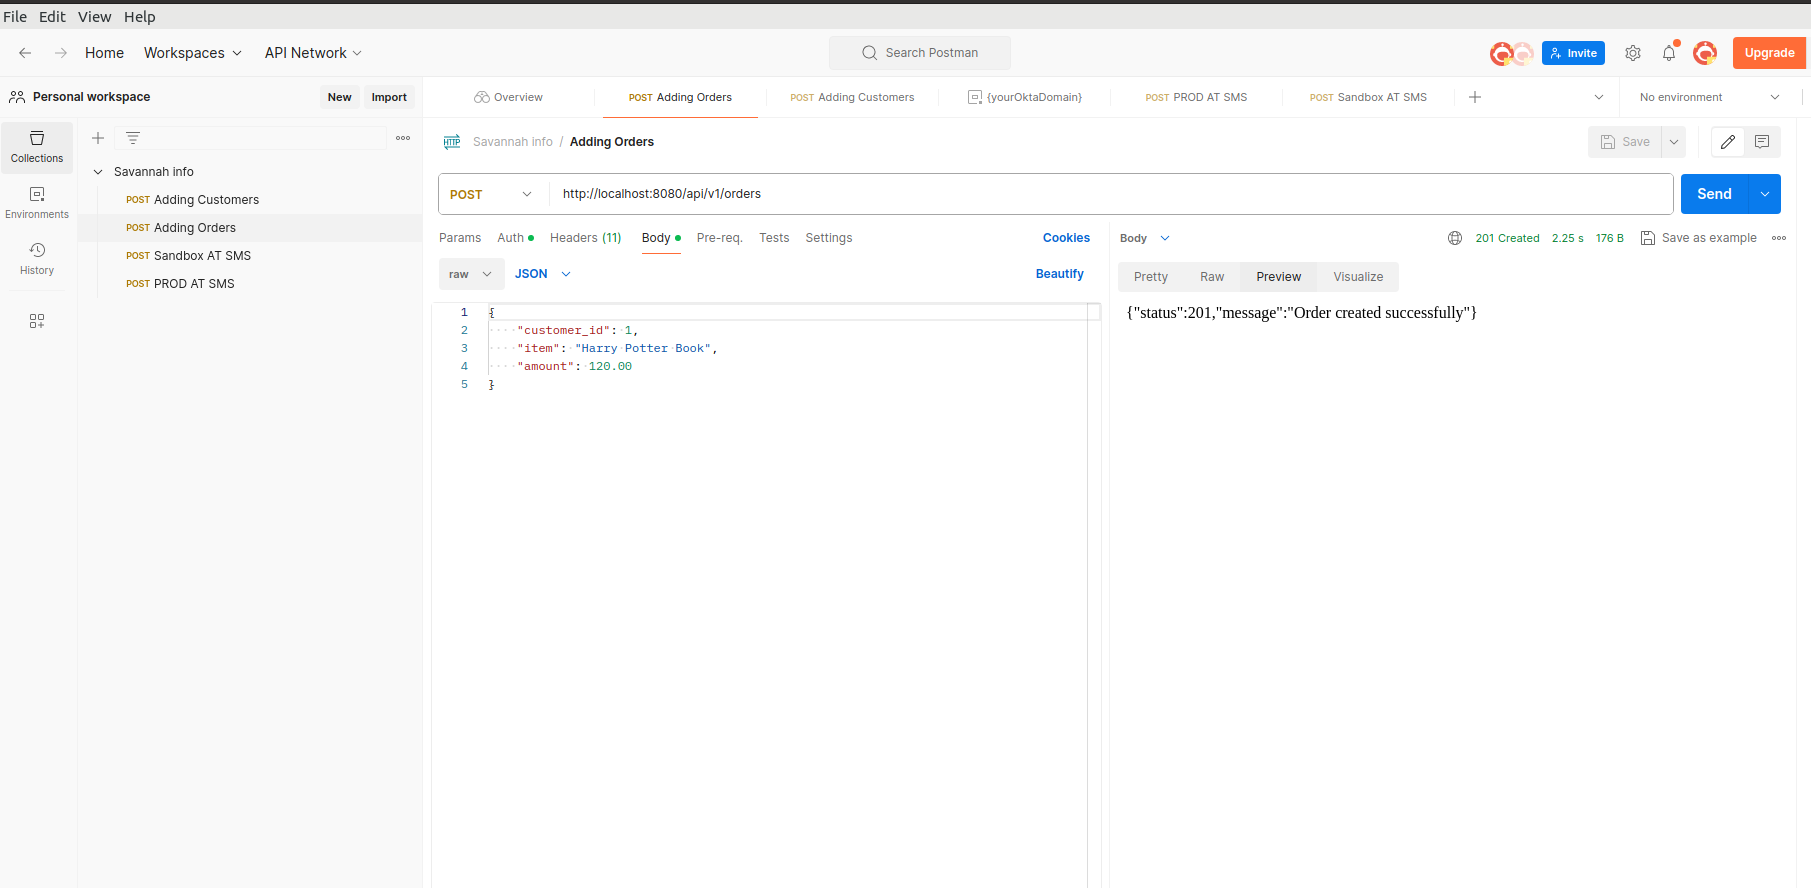 File Edit View Help
Home Workspaces API Network Search Postman Invite Upgrade
Personal workspace New Import Overview POST Adding Orders POST Adding Customers {yourOktaDomain} POST PROD AT SMS POST Sandbox AT SMS No environment
Collections
Environments
History
Savannah info
POST Adding Customers
POST Adding Orders
POST Sandbox AT SMS
POST PROD AT SMS
HTTP Savannah info / Adding Orders Save
POST http://localhost:8080/api/v1/orders Send
Params Auth Headers (11) Body Pre-req. Tests Settings Cookies
raw JSON Beautify
1 {
2 "customer_id": 1,
3 "item": "Harry Potter Book",
4 "amount": 120.00
5 }
Body 201 Created 2.25 s 176 B Save as example
Pretty Raw Preview Visualize
{"status":201,"message":"Order created successfully"}